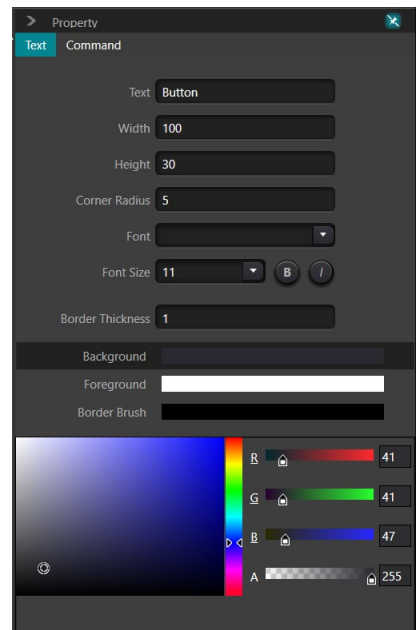 Property
Text Command
Text Button
Width 100
Height 30
Corner Radius 5
Font
Font Size 11 B I
Border Thickness 1
Background
Foreground
Border Brush
R 41
G 41
B 47
A 255